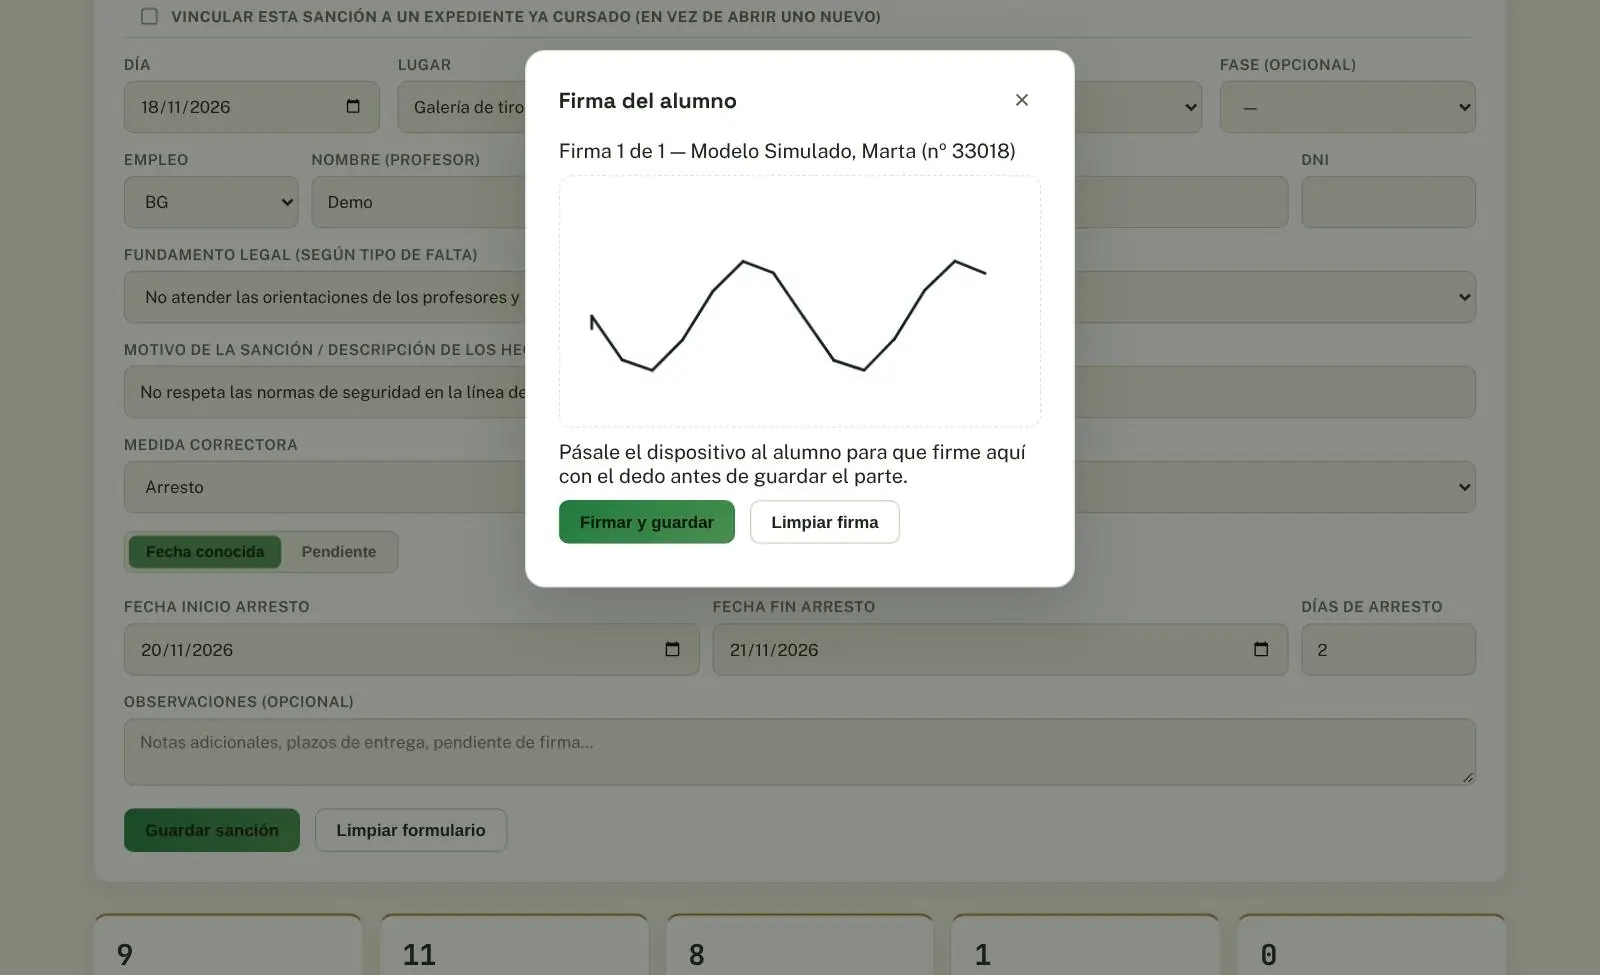 VINCULAR ESTA SANCIÓN A UN EXPEDIENTE YA CURSADO (EN VEZ DE ABRIR UNO NUEVO)
DÍA
LUGAR
FASE (OPCIONAL)
18/11/2026
Galería de tiro
—
EMPLEO
NOMBRE (PROFESOR)
DNI
BG
Demo
FUNDAMENTO LEGAL (SEGÚN TIPO DE FALTA)
No atender las orientaciones de los profesores y
MOTIVO DE LA SANCIÓN / DESCRIPCIÓN DE LOS HE
No respeta las normas de seguridad en la línea de
MEDIDA CORRECTORA
Arresto
Fecha conocida
Pendiente
FECHA INICIO ARRESTO
FECHA FIN ARRESTO
DÍAS DE ARRESTO
20/11/2026
21/11/2026
2
OBSERVACIONES (OPCIONAL)
Notas adicionales, plazos de entrega, pendiente de firma...
Guardar sanción
Limpiar formulario
9
11
8
1
0
Firma del alumno
×
Firma 1 de 1 — Modelo Simulado, Marta (nº 33018)
Pásale el dispositivo al alumno para que firme aquí
con el dedo antes de guardar el parte.
Firmar y guardar
Limpiar firma